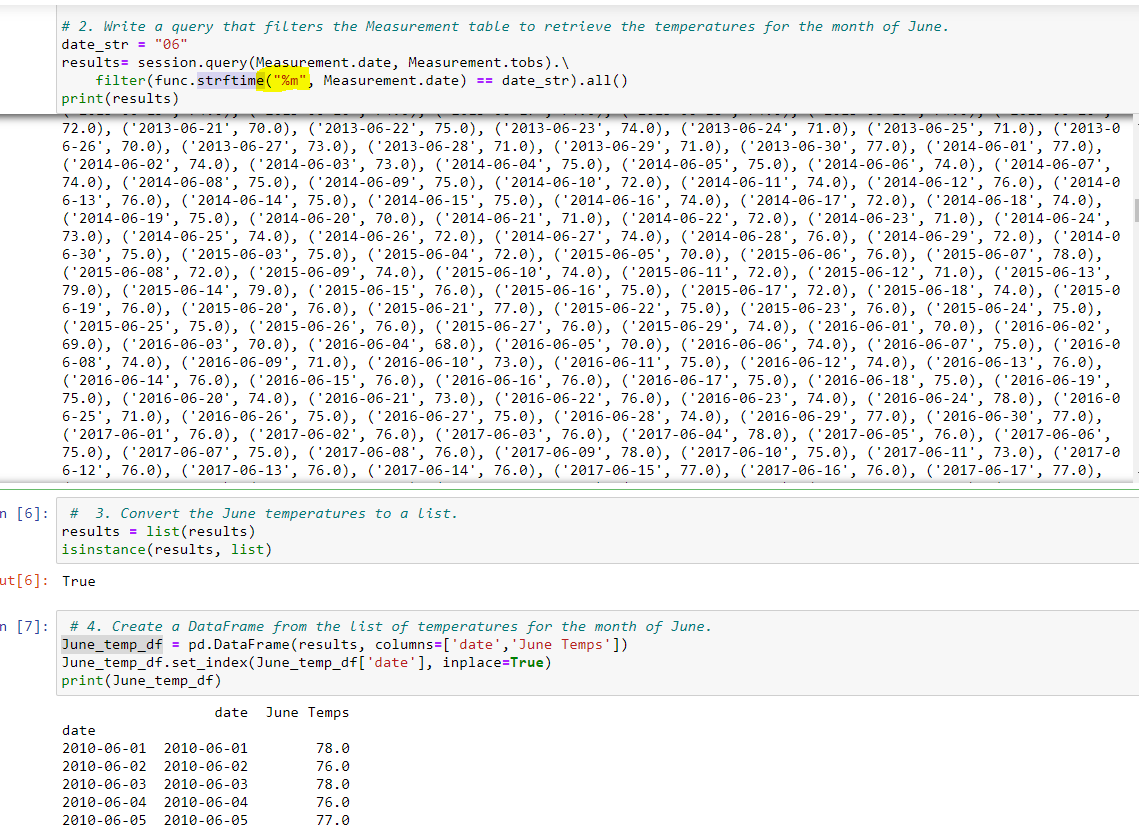 # 2. Write a query that filters the Measurement table to retrieve the temperatures for the month of June.
date_str = "06"
results= session.query(Measurement.date, Measurement.tobs).\
filter(func.strftime("%m", Measurement.date) == date_str).all()
print(results)
72.0), ('2013-06-21', 70.0), ('2013-06-22', 75.0), ('2013-06-23', 74.0), ('2013-06-24', 71.0), ('2013-06-25', 71.0), ('2013-0
6-26', 70.0), ('2013-06-27', 73.0), ('2013-06-28', 71.0), ('2013-06-29', 71.0), ('2013-06-30', 77.0), ('2014-06-01', 77.0),
('2014-06-02', 74.0), ('2014-06-03', 73.0), ('2014-06-04', 75.0), ('2014-06-05', 75.0), ('2014-06-06', 74.0), ('2014-06-07',
74.0), ('2014-06-08', 75.0), ('2014-06-09', 75.0), ('2014-06-10', 72.0), ('2014-06-11', 74.0), ('2014-06-12', 76.0), ('2014-0
6-13', 76.0), ('2014-06-14', 75.0), ('2014-06-15', 75.0), ('2014-06-16', 74.0), ('2014-06-17', 72.0), ('2014-06-18', 74.0),
('2014-06-19', 75.0), ('2014-06-20', 70.0), ('2014-06-21', 71.0), ('2014-06-22', 72.0), ('2014-06-23', 71.0), ('2014-06-24',
73.0), ('2014-06-25', 74.0), ('2014-06-26', 72.0), ('2014-06-27', 74.0), ('2014-06-28', 76.0), ('2014-06-29', 72.0), ('2014-0
6-30', 75.0), ('2015-06-03', 75.0), ('2015-06-04', 72.0), ('2015-06-05', 70.0), ('2015-06-06', 76.0), ('2015-06-07', 78.0),
('2015-06-08', 72.0), ('2015-06-09', 74.0), ('2015-06-10', 74.0), ('2015-06-11', 72.0), ('2015-06-12', 71.0), ('2015-06-13',
79.0), ('2015-06-14', 79.0), ('2015-06-15', 76.0), ('2015-06-16', 75.0), ('2015-06-17', 72.0), ('2015-06-18', 74.0), ('2015-0
6-19', 76.0), ('2015-06-20', 76.0), ('2015-06-21', 77.0), ('2015-06-22', 75.0), ('2015-06-23', 76.0), ('2015-06-24', 75.0),
('2015-06-25', 75.0), ('2015-06-26', 76.0), ('2015-06-27', 76.0), ('2015-06-29', 74.0), ('2016-06-01', 70.0), ('2016-06-02',
69.0), ('2016-06-03', 70.0), ('2016-06-04', 68.0), ('2016-06-05', 70.0), ('2016-06-06', 74.0), ('2016-06-07', 75.0), ('2016-0
6-08', 74.0), ('2016-06-09', 71.0), ('2016-06-10', 73.0), ('2016-06-11', 75.0), ('2016-06-12', 74.0), ('2016-06-13', 76.0),
('2016-06-14', 76.0), ('2016-06-15', 76.0), ('2016-06-16', 76.0), ('2016-06-17', 75.0), ('2016-06-18', 75.0), ('2016-06-19',
75.0), ('2016-06-20', 74.0), ('2016-06-21', 73.0), ('2016-06-22', 76.0), ('2016-06-23', 74.0), ('2016-06-24', 78.0), ('2016-0
6-25', 71.0), ('2016-06-26', 75.0), ('2016-06-27', 75.0), ('2016-06-28', 74.0), ('2016-06-29', 77.0), ('2016-06-30', 77.0),
('2017-06-01', 76.0), ('2017-06-02', 76.0), ('2017-06-03', 76.0), ('2017-06-04', 78.0), ('2017-06-05', 76.0), ('2017-06-06',
75.0), ('2017-06-07', 75.0), ('2017-06-08', 76.0), ('2017-06-09', 78.0), ('2017-06-10', 75.0), ('2017-06-11', 73.0), ('2017-0
6-12', 76.0), ('2017-06-13', 76.0), ('2017-06-14', 76.0), ('2017-06-15', 77.0), ('2017-06-16', 76.0), ('2017-06-17', 77.0),
n [6]: # 3. Convert the June temperatures to a list.
results = list(results)
isinstance(results, list)
ut[6]: True
n [7]: # 4. Create a DataFrame from the list of temperatures for the month of June.
June_temp_df = pd.DataFrame(results, columns=['date','June Temps'])
June_temp_df.set_index(June_temp_df['date'], inplace=True)
print(June_temp_df)
date June Temps
date
2010-06-01 2010-06-01 78.0
2010-06-02 2010-06-02 76.0
2010-06-03 2010-06-03 78.0
2010-06-04 2010-06-04 76.0
2010-06-05 2010-06-05 77.0